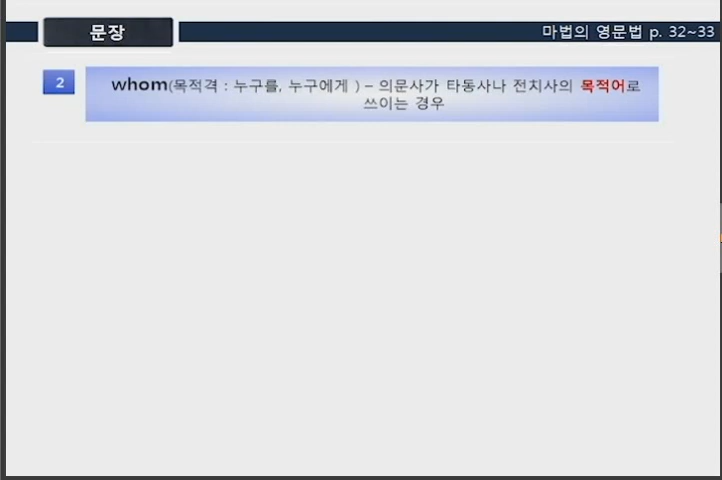 문장
마법의 영문법 p. 32~33
2
whom(목적격 : 누구를, 누구에게 ) – 의문사가 타동사나 전치사의 목적어로
쓰이는 경우